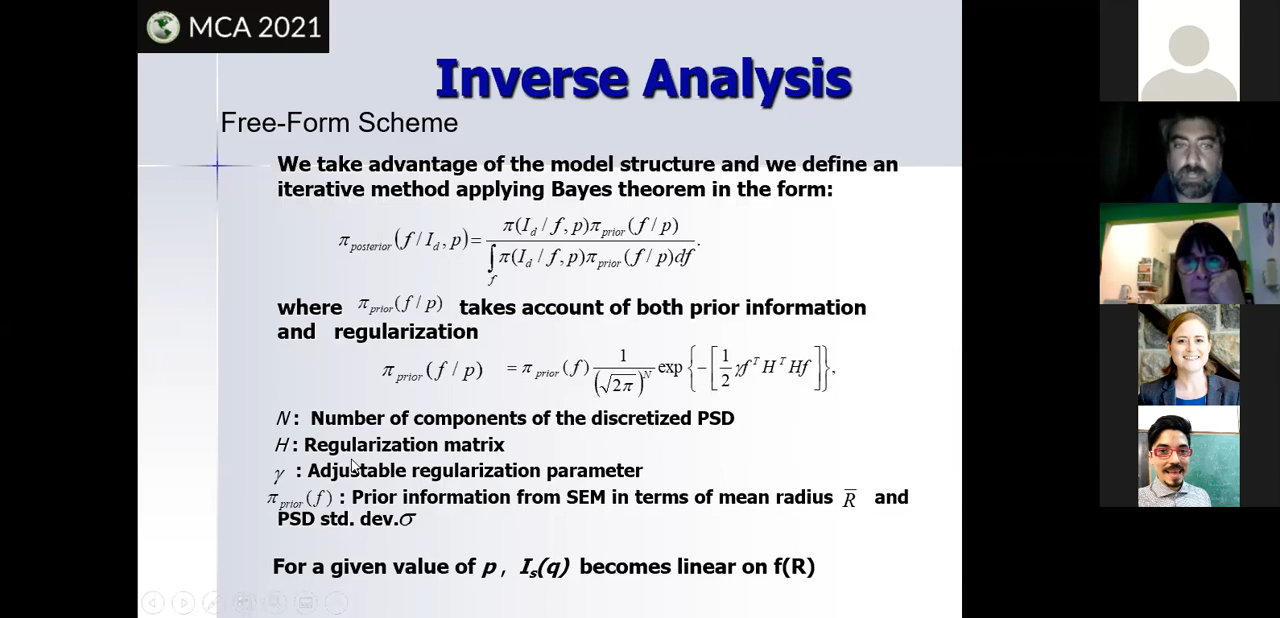 MCA 2021
Inverse Analysis
Free-Form Scheme
We take advantage of the model structure and we define an
iterative method applying Bayes theorem in the form:
π_posterior (f / I_d , p) = π(I_d / f, p)π_prior (f / p) / ∫_f π(I_d / f, p)π_prior (f / p)df .
where π_prior (f / p) takes account of both prior information
and regularization
π_prior (f / p) = π_prior (f) 1/(√2π)^N exp {−[1/2 γf^T H^T Hf]},
N : Number of components of the discretized PSD
H : Regularization matrix
γ : Adjustable regularization parameter
π_prior (f) : Prior information from SEM in terms of mean radius R̅ and
PSD std. dev.σ
For a given value of p , I_s(q) becomes linear on f(R)